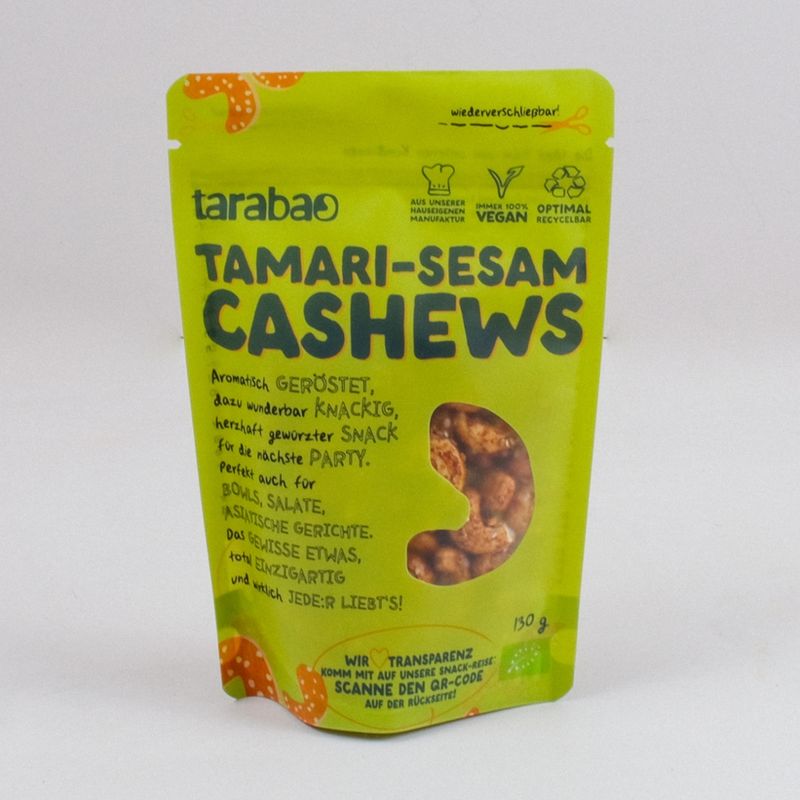 wiederverschließbar!
tarabao
AUS UNSERER
HAUSEIGENEN
MANUFAKTUR
IMMER 100%
VEGAN
OPTIMAL
RECYCELBAR
TAMARI-SESAM
CASHEWS
Aromatisch GERÖSTET,
dazu wunderbar KNACKIG,
herzhaft gewürzter SNACK
für die nächste PARTY.
Perfekt auch für
BOWLS, SALATE,
ASIATISCHE GERICHTE.
Das GEWISSE ETWAS,
total EINZIGARTIG
und wirklich JEDE:R LIEBT'S!
130 g
WIR TRANSPARENZ
KOMM MIT AUF UNSERE SNACK-REISE:
SCANNE DEN QR-CODE
AUF DER RÜCKSEITE!